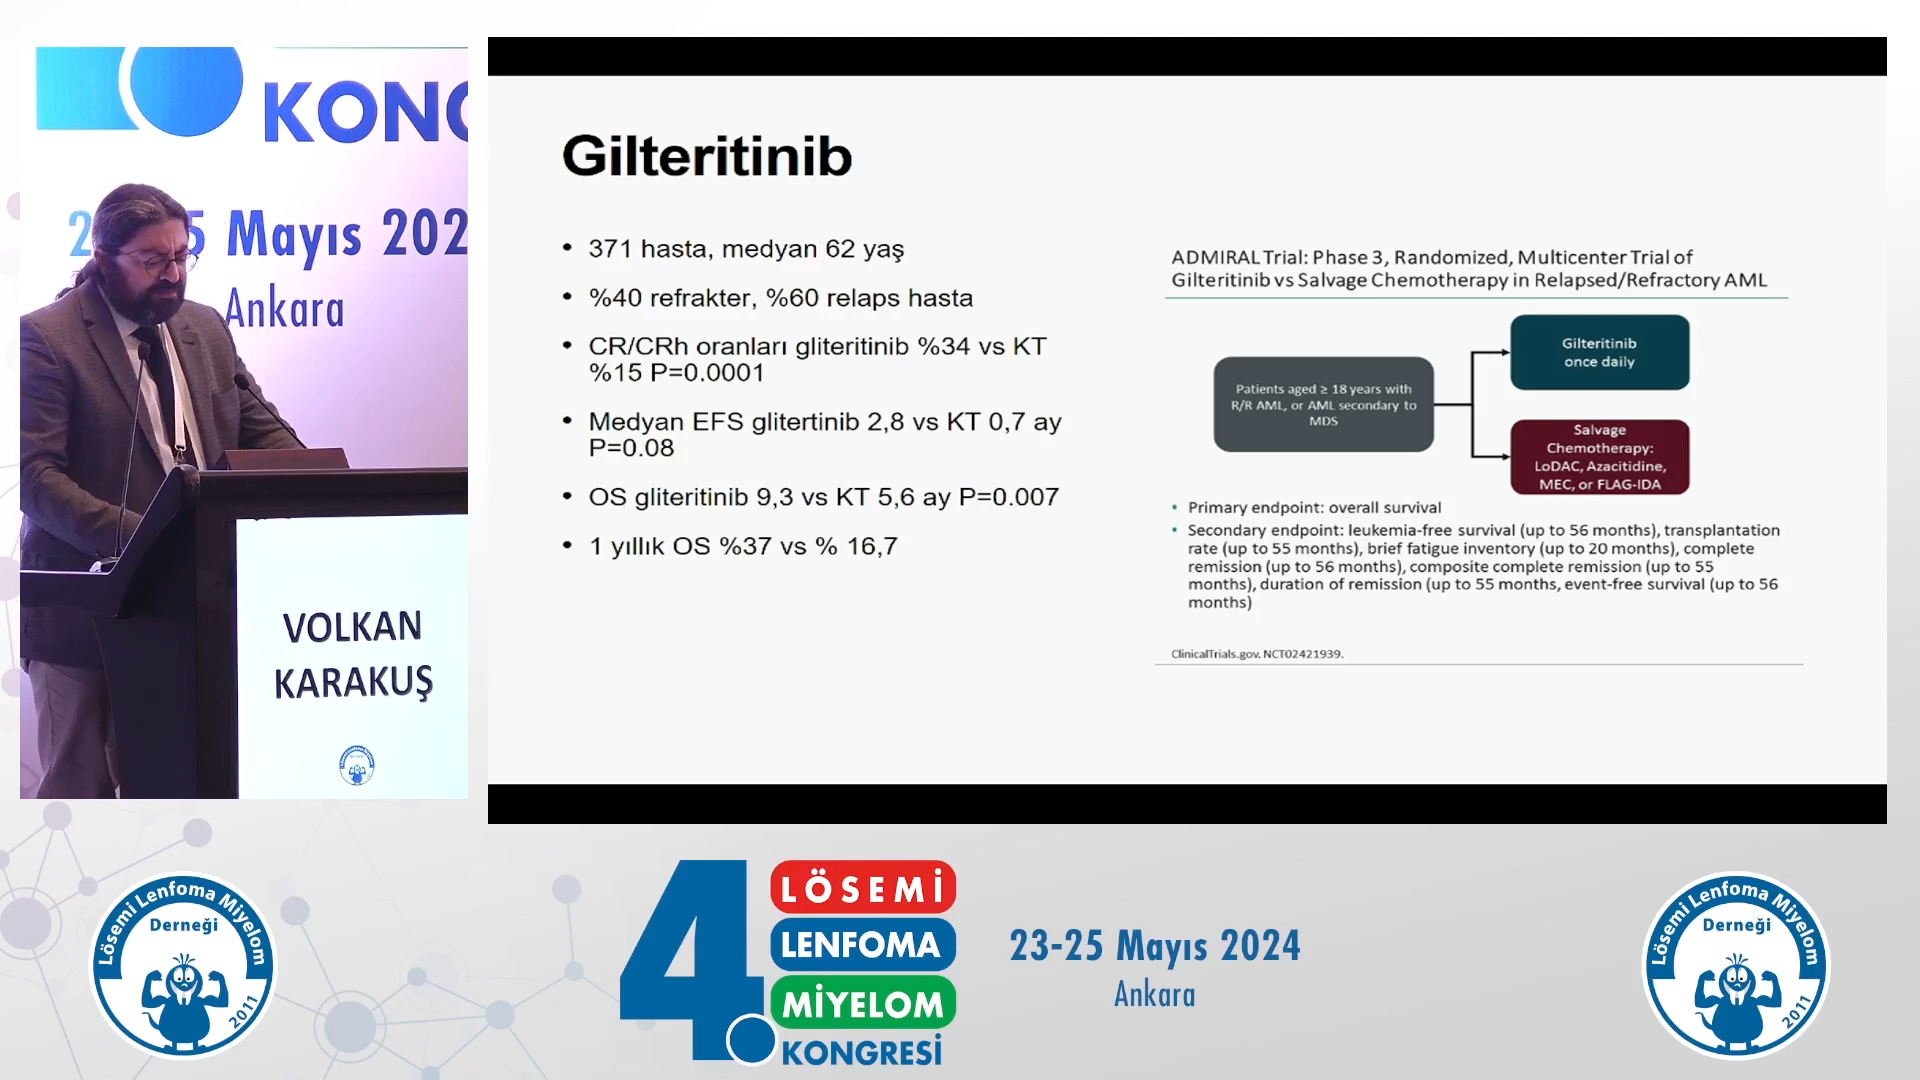 KONG
25 Mayıs 202
Ankara
VOLKAN
KARAKUŞ
Gilteritinib
• 371 hasta, medyan 62 yaş
• %40 refrakter, %60 relaps hasta
• CR/CRh oranları gliteritinib %34 vs KT
%15 P=0.0001
• Medyan EFS glitertinib 2,8 vs KT 0,7 ay
P=0.08
• OS gliteritinib 9,3 vs KT 5,6 ay P=0.007
• 1 yıllık OS %37 vs % 16,7
ADMIRAL Trial: Phase 3, Randomized, Multicenter Trial of
Gilteritinib vs Salvage Chemotherapy in Relapsed/Refractory AML
Patients aged ≥ 18 years with
R/R AML, or AML secondary to
MDS
Gilteritinib
once daily
Salvage
Chemotherapy:
LoDAC, Azacitidine,
MEC, or FLAG-IDA
• Primary endpoint: overall survival
• Secondary endpoint: leukemia-free survival (up to 56 months), transplantation
rate (up to 55 months), brief fatigue inventory (up to 20 months), complete
remission (up to 56 months), composite complete remission (up to 55
months), duration of remission (up to 55 months, event-free survival (up to 56
months)
ClinicalTrials.gov. NCT02421939.
Lösemi Lenfoma Miyelom
Derneği
2011
4.
LÖSEMİ
LENFOMA
MİYELOM
KONGRESİ
23-25 Mayıs 2024
Ankara
Lösemi Lenfoma Miyelom
Derneği
2011